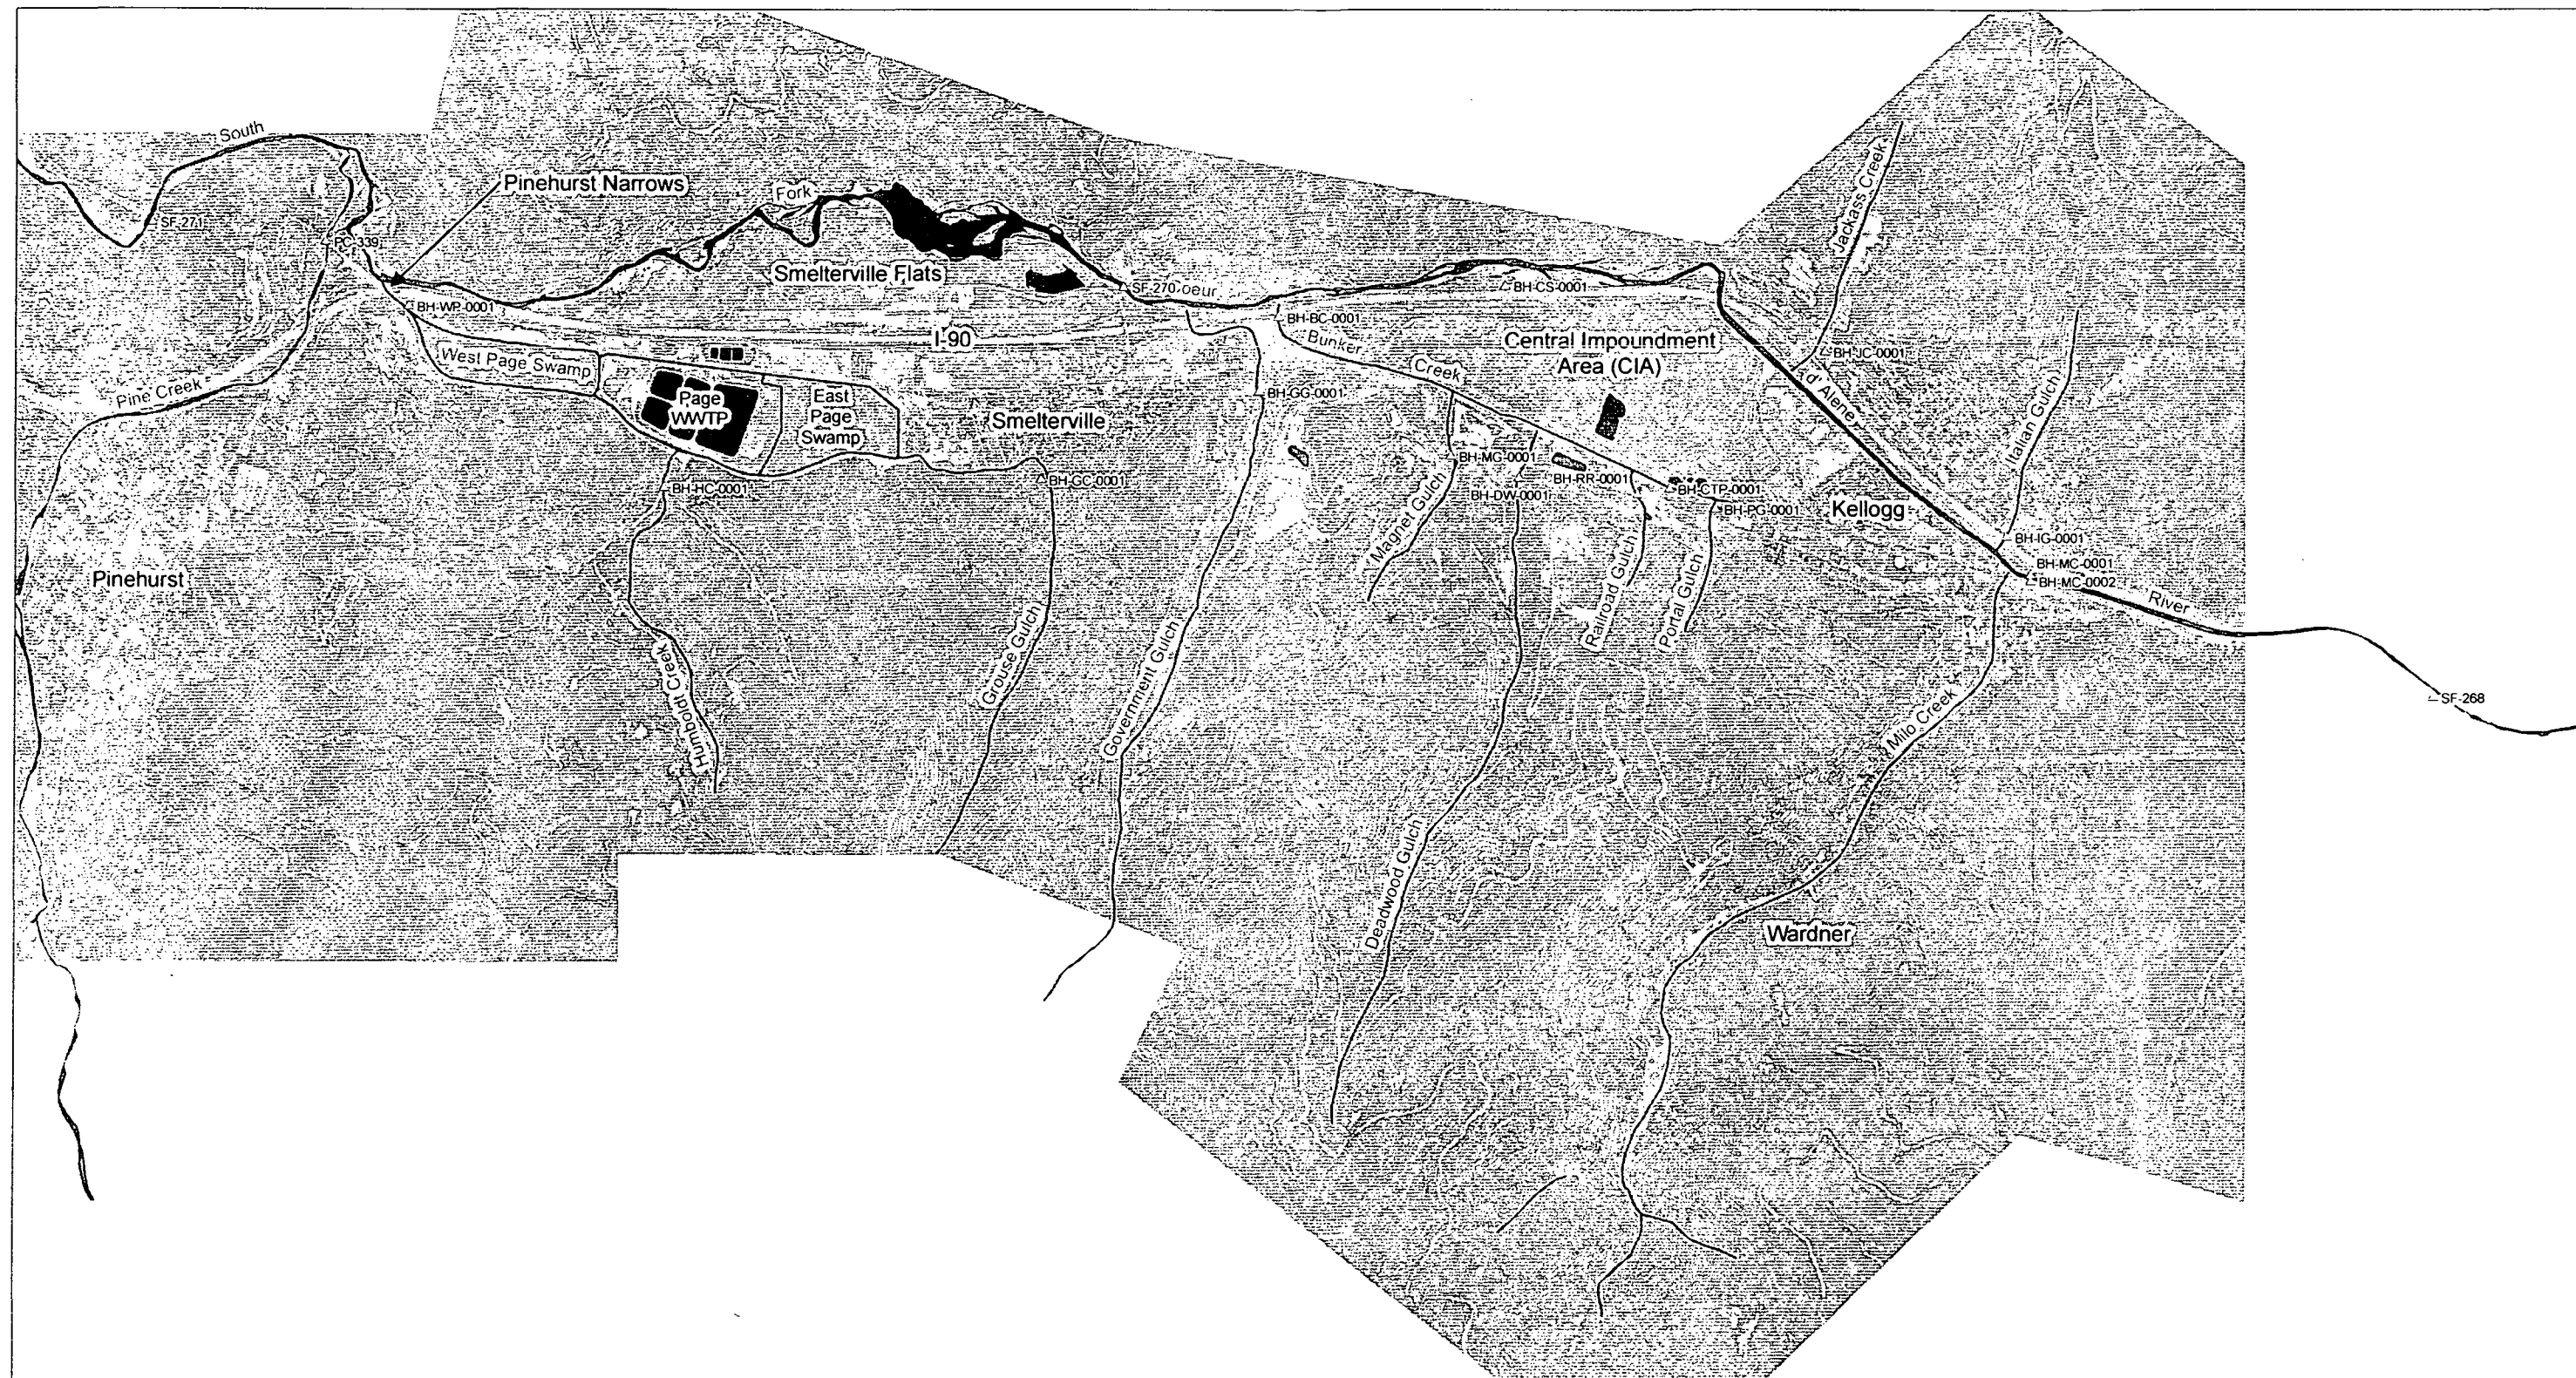 South
Fork
Pinehurst Narrows
SF-271
PC-339
Smelterville Flats
SF-270
oeur
BH-CS-0001
Jackass Creek
BH-WP-0001
I-90
BH-BC-0001
Bunker
Creek
Central Impoundment
Area (CIA)
BH-JC-0001
d' Alene
Italian Gulch
West Page Swamp
Pine Creek
Page
WWTP
East
Page
Swamp
Smelterville
BH-GG-0001
BH-MG-0001
BH-HC-0001
BH-GC-0001
BH-DW-0001
BH-RR-0001
BH-CTP-0001
BH-PG-0001
Kellogg
Magnet Gulch
BH-IG-0001
BH-MC-0001
BH-MC-0002
River
Pinehurst
Humboldt Creek
Grouse Gulch
Government Gulch
Railroad Gulch
Portal Gulch
SF-268
Milo Creek
Deadwood Gulch
Wardner